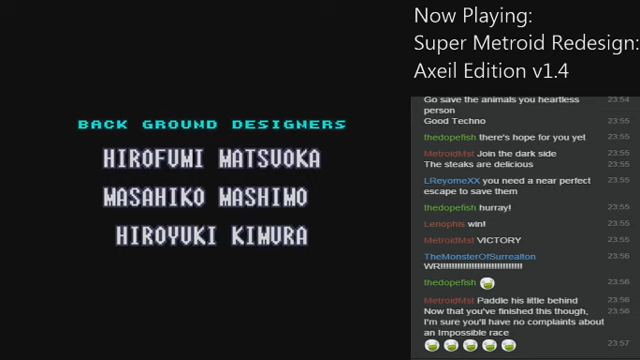 Now Playing:
Super Metroid Redesign:
Axeil Edition v1.4
BACK GROUND DESIGNERS
HIROFUMI MATSUOKA
MASAHIKO MASHIMO
HIROYUKI KIMURA
Go save the animals you heartless 23:54
person
Good Techno 23:55
thedopefish there's hope for you yet 23:55
MetroidMst Join the dark side 23:55
The steaks are delicious 23:55
LReyomeXX you need a near perfect 23:55
escape to save them
thedopefish hurray! 23:55
Lenophis win! 23:55
MetroidMst VICTORY 23:55
TheMonsterOfSurrealton 23:56
WR!!!!!!!!!!!!!!!!!!!!!!!!!!!!!!
thedopefish 23:56
MetroidMst Paddle his little behind 23:56
Now that you've finished this though, 23:56
I'm sure you'll have no complaints about
an Impossible race
23:57